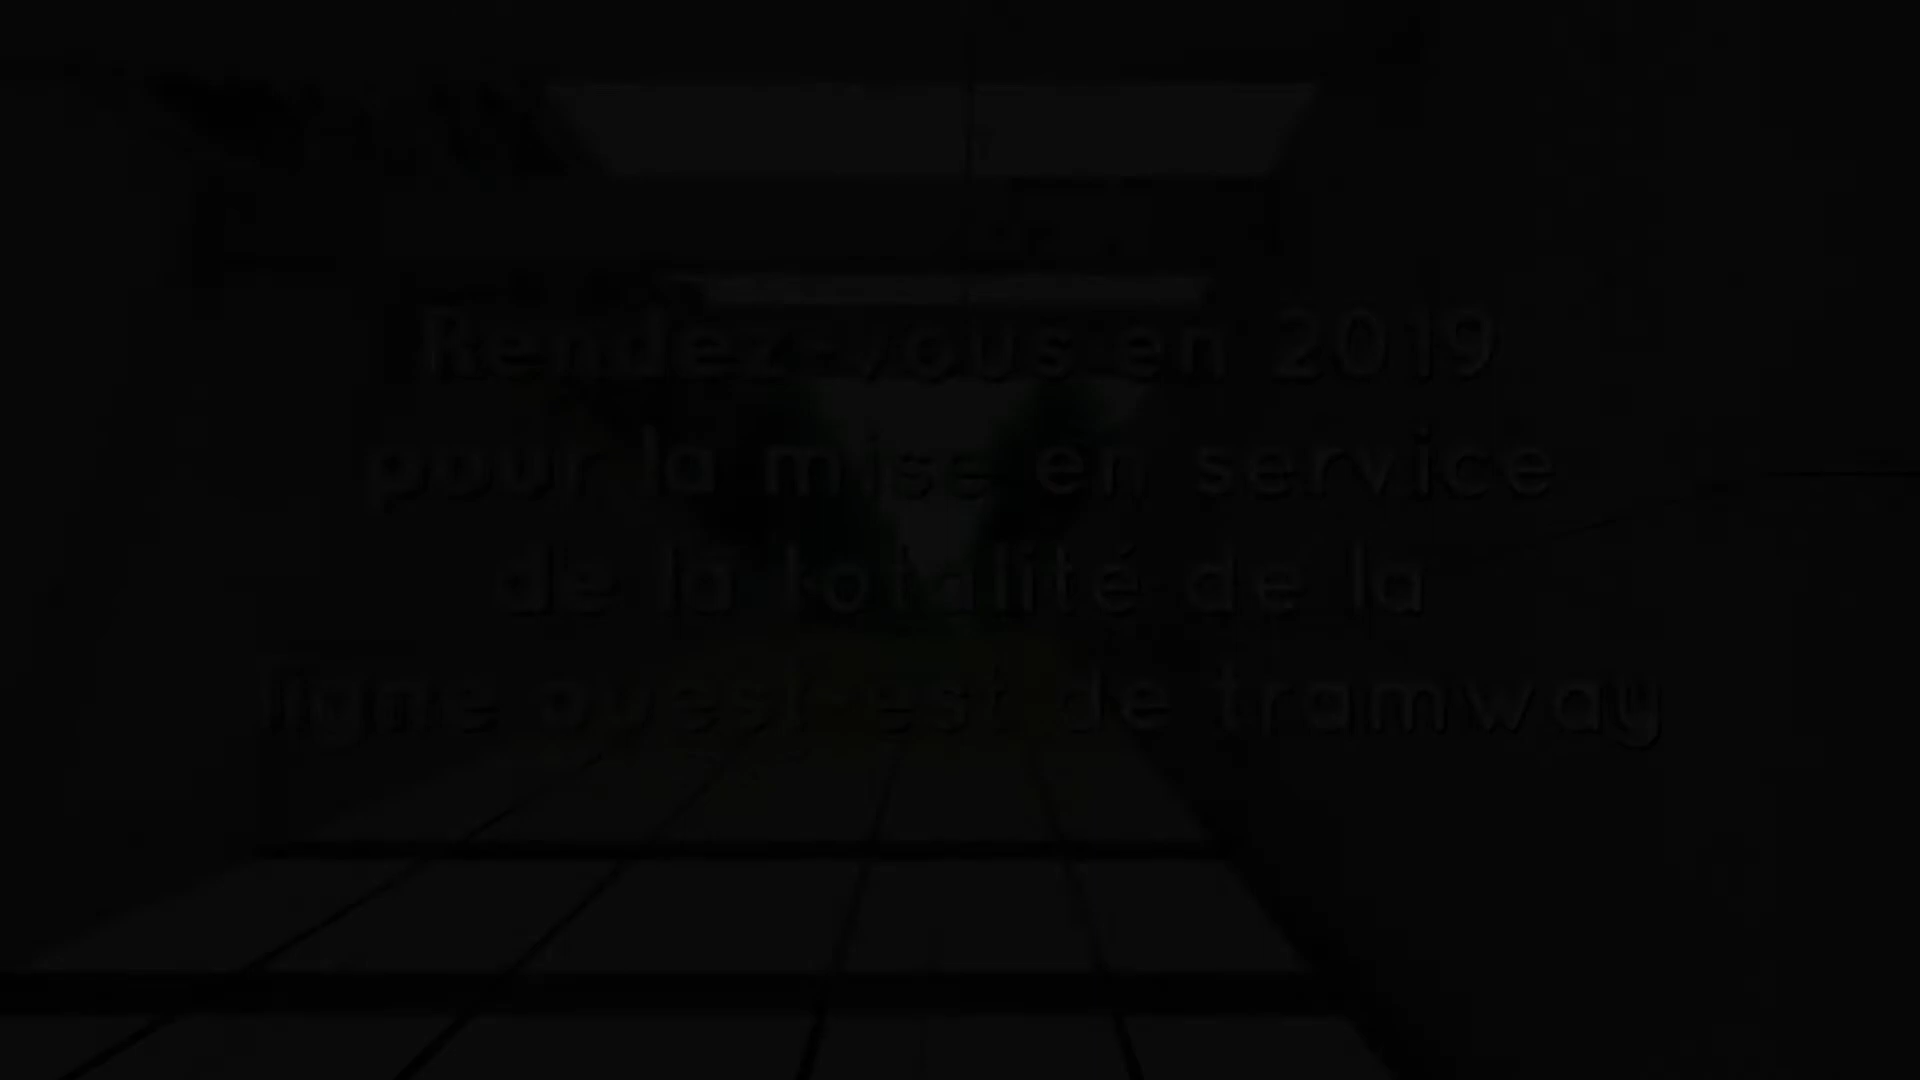 Rendez-vous en 2019
pour la mise en service
de la totalité de la
ligne ouest-est de tramway